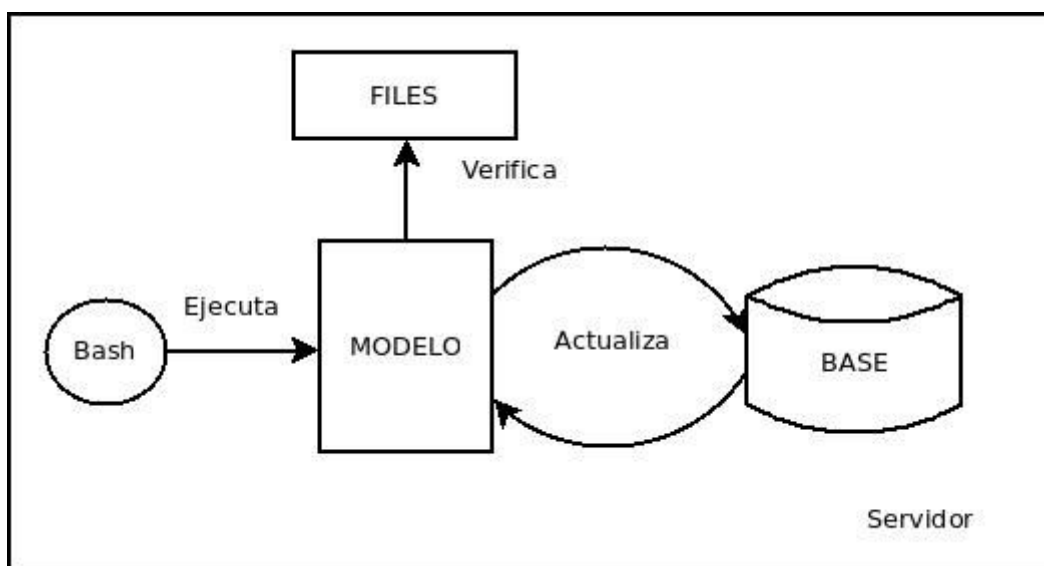 FILES
Verifica
Ejecuta
Bash
MODELO
Actualiza
BASE
Servidor